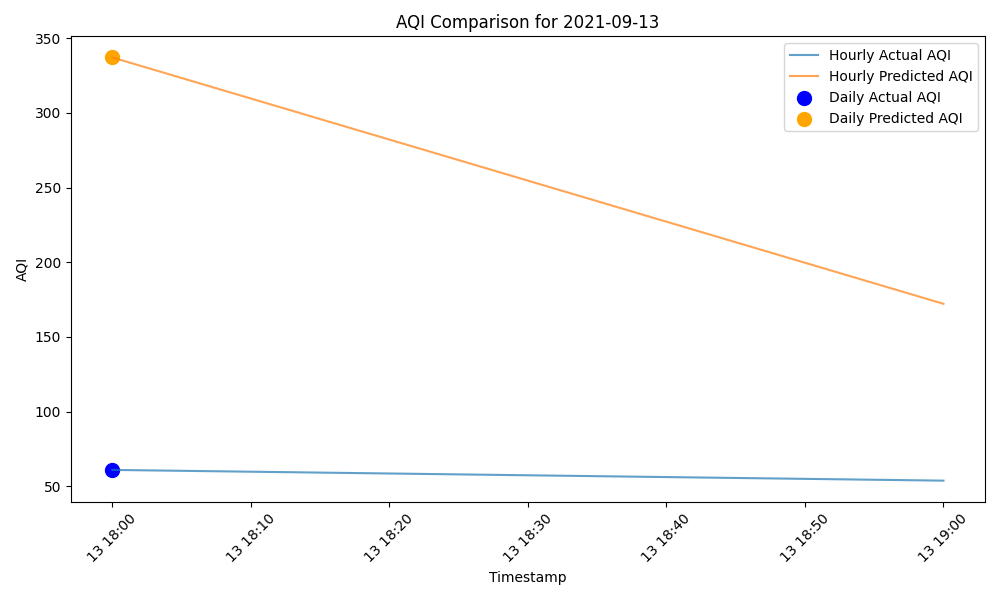 AQI Comparison for 2021-09-13
Hourly Actual AQI
Hourly Predicted AQI
Daily Actual AQI
Daily Predicted AQI
AQI
350
300
250
200
150
100
50
13 18:00
13 18:10
13 18:20
13 18:30
13 18:40
13 18:50
13 19:00
Timestamp